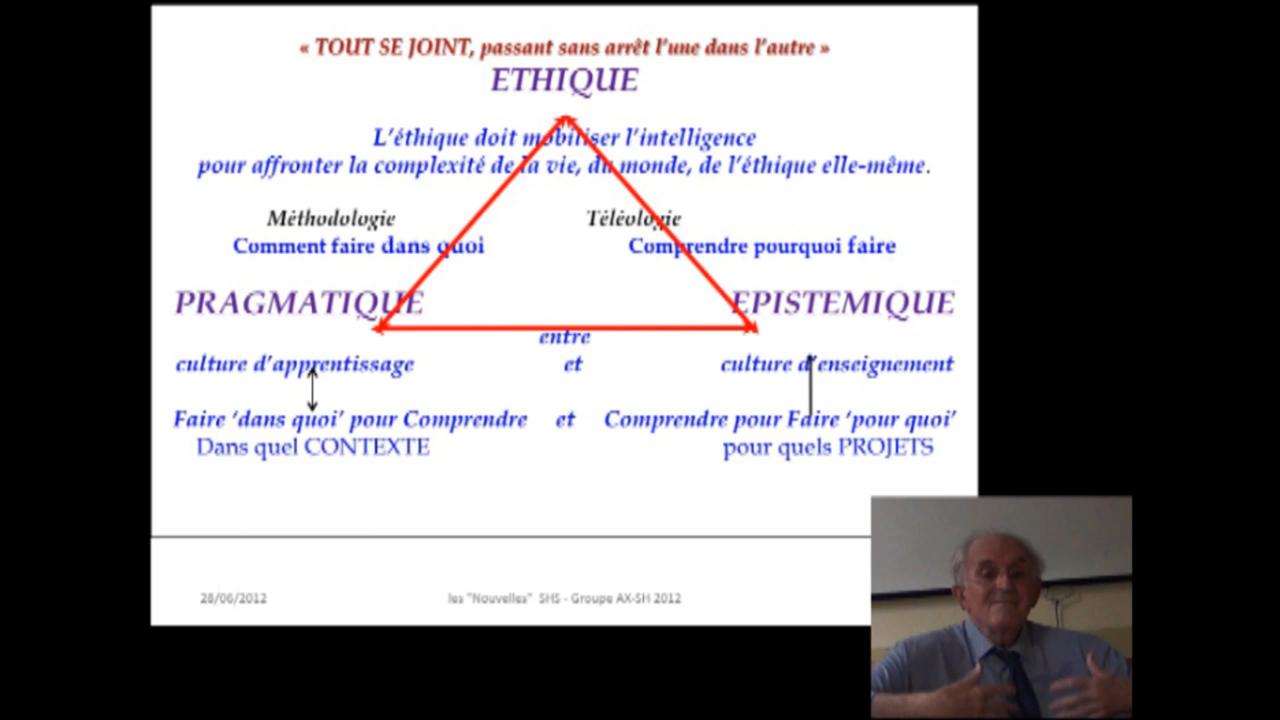 « TOUT SE JOINT, passant sans arrêt l’une dans l’autre »
ETHIQUE
L’éthique doit mobiliser l’intelligence
pour affronter la complexité de la vie, du monde, de l’éthique elle-même.
Méthodologie Téléologie
Comment faire dans quoi Comprendre pourquoi faire
PRAGMATIQUE EPISTEMIQUE
entre
culture d’apprentissage et culture d’enseignement
Faire ‘dans quoi’ pour Comprendre et Comprendre pour Faire ‘pour quoi’
Dans quel CONTEXTE pour quels PROJETS
28/06/2012 les "Nouvelles" SHS - Groupe AX-SH 2012